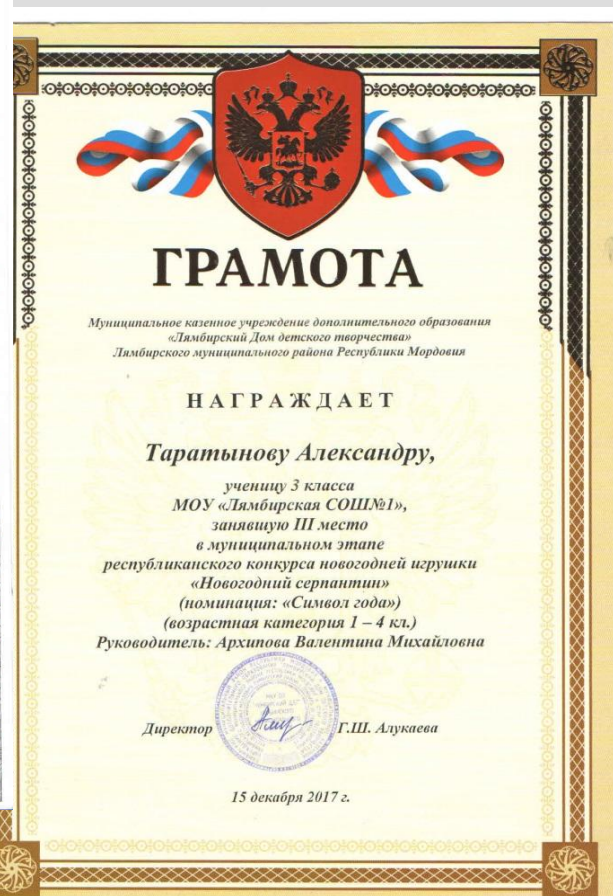 ГРАМОТА
Муниципальное казенное учреждение дополнительного образования
«Лямбирский Дом детского творчества»
Лямбирского муниципального района Республики Мордовия
НАГРАЖДАЕТ
Таратынову Александру,
ученицу 3 класса
МОУ «Лямбирская СОШ№1»,
занявшую III место
в муниципальном этапе
республиканского конкурса новогодней игрушки
«Новогодний серпантин»
(номинация: «Символ года»)
(возрастная категория 1 – 4 кл.)
Руководитель: Архипова Валентина Михайловна
Директор Г.Ш. Алукаева
15 декабря 2017 г.